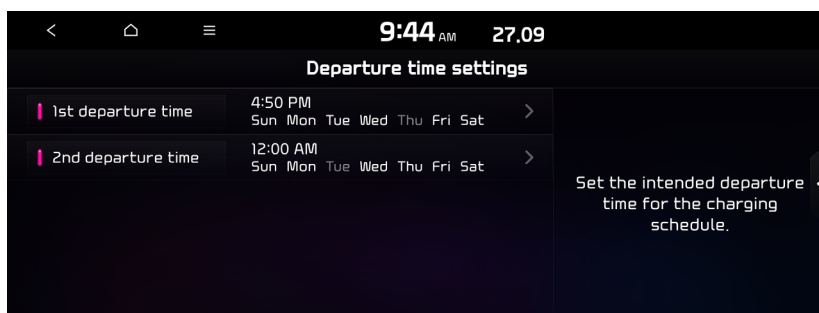 9:44 AM 27.09
Departure time settings
1st departure time
4:50 PM
Sun Mon Tue Wed Thu Fri Sat
2nd departure time
12:00 AM
Sun Mon Tue Wed Thu Fri Sat
Set the intended departure
time for the charging
schedule.